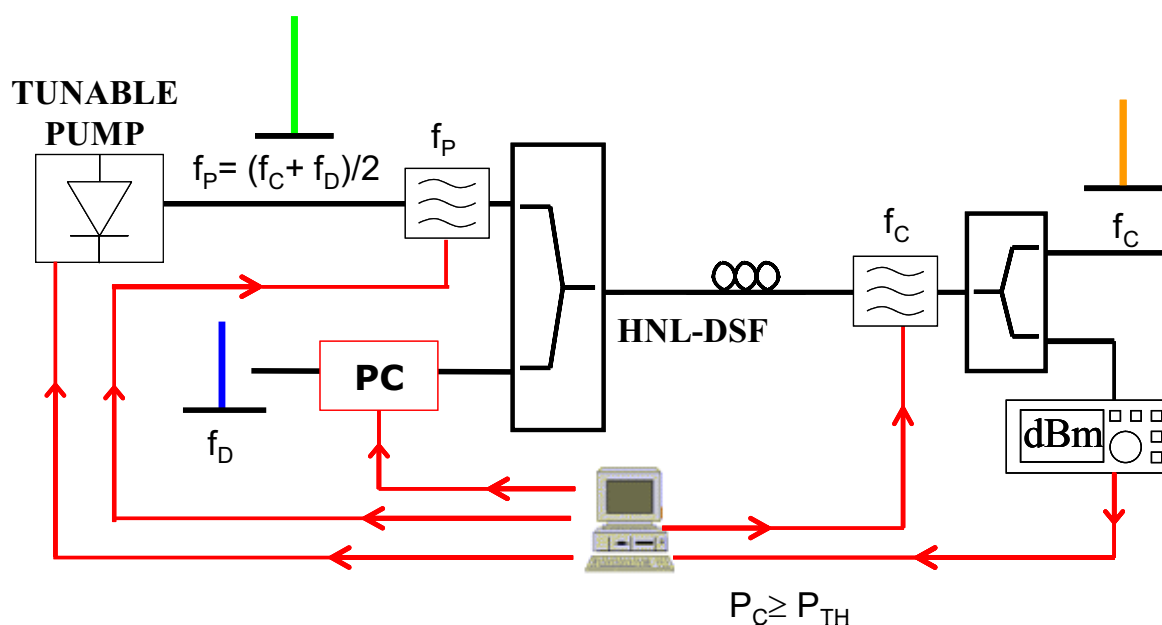 TUNABLE
PUMP
f_P= (f_C+ f_D)/2
f_P
f_C
f_C
HNL-DSF
PC
f_D
dBm
P_C≥ P_TH